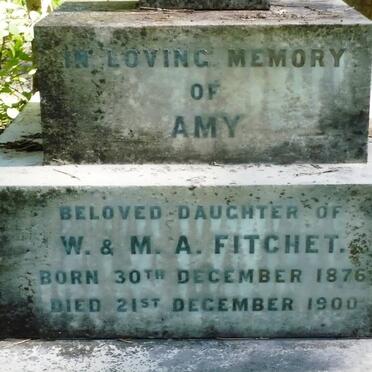 IN LOVING MEMORY
OF
AMY
BELOVED DAUGHTER OF
W. & M. A. FITCHET.
BORN 30TH DECEMBER 1876
DIED 21ST DECEMBER 1900